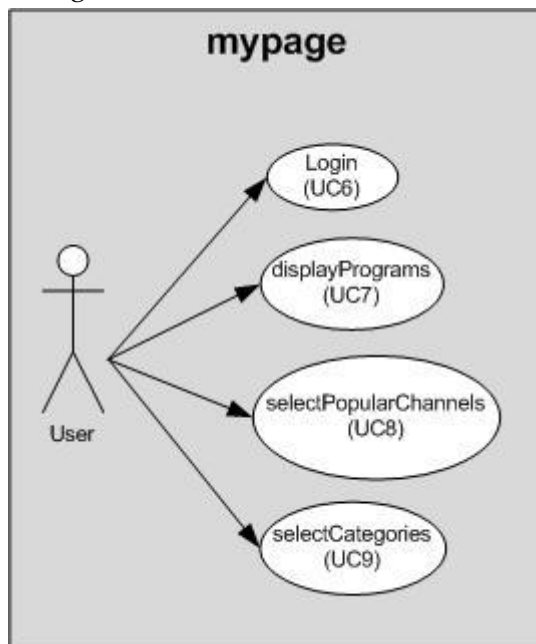 mypage
Login
(UC6)
displayPrograms
(UC7)
selectPopularChannels
(UC8)
User
selectCategories
(UC9)